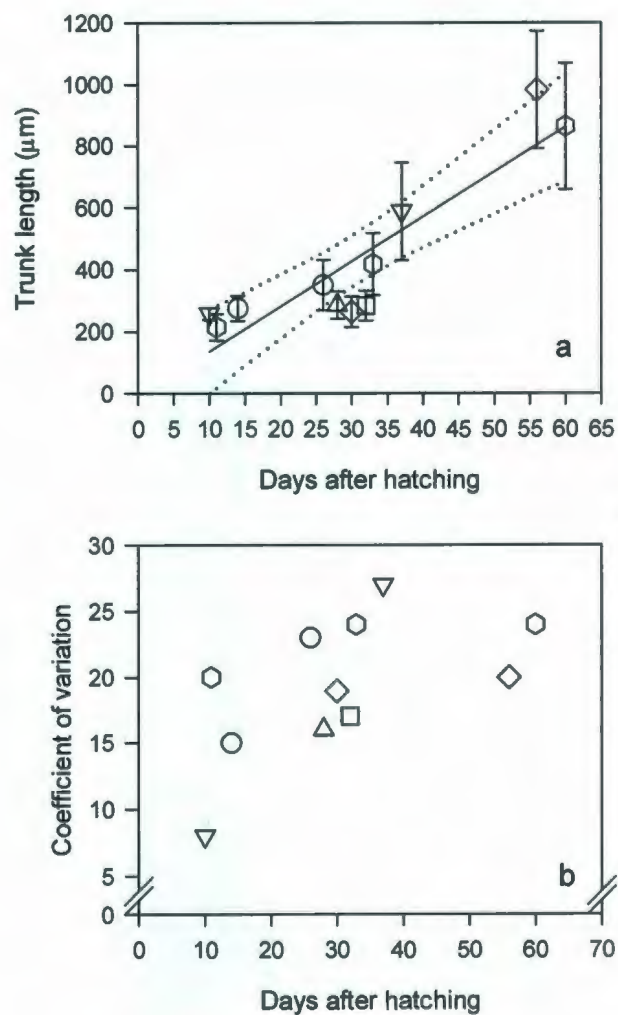 1200
1000
800
600
400
200
0
Trunk length (µm)
a
0 5 10 15 20 25 30 35 40 45 50 55 60 65
Days after hatching
30
25
20
15
10
5
0
Coefficient of variation
b
0 10 20 30 40 50 60 70
Days after hatching